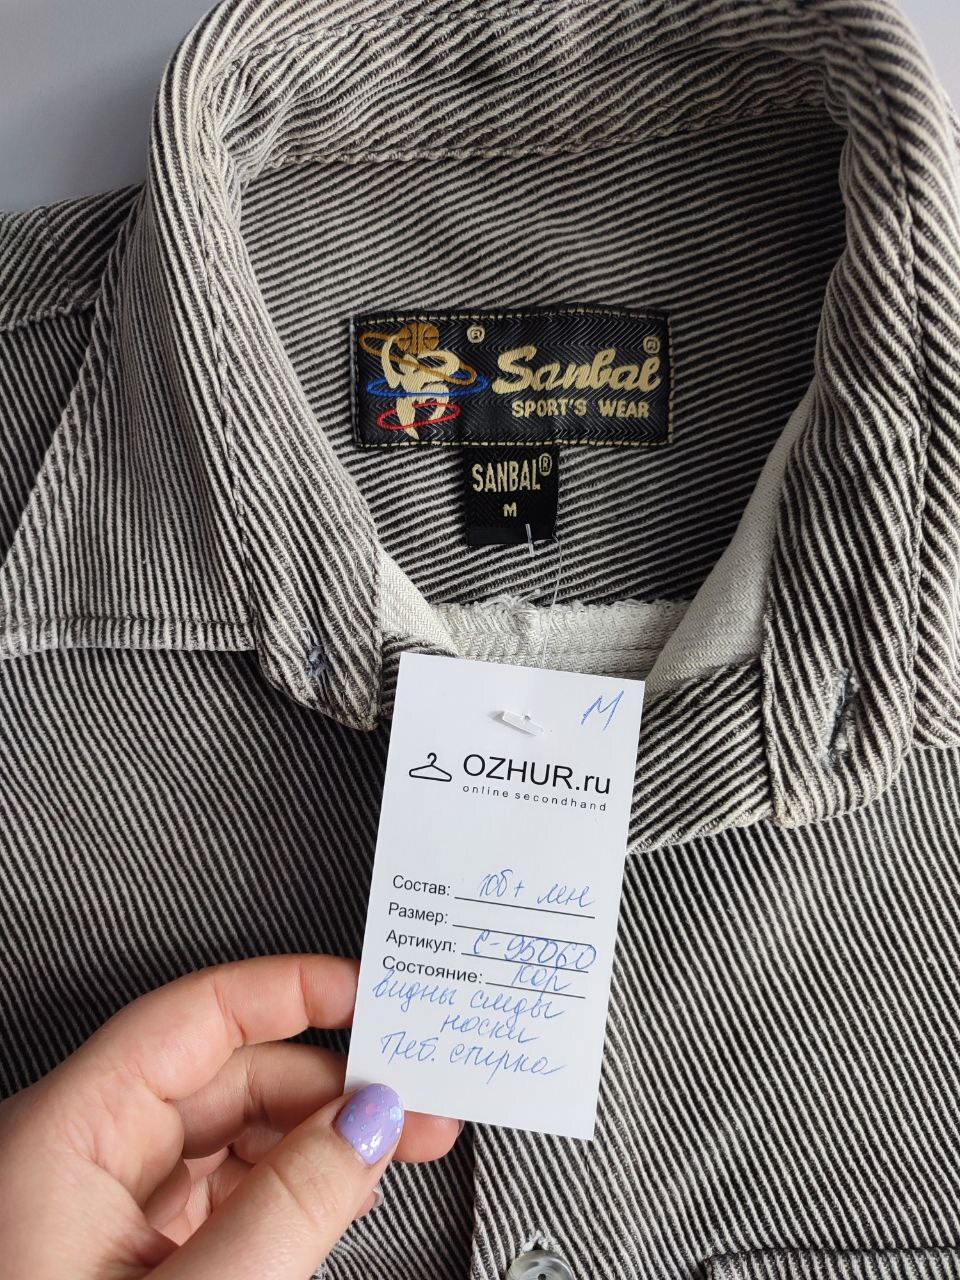 Sanbal®
SPORT'S WEAR
SANBAL®
M
M
OZHUR.ru
online secondhand
Состав: хб + лен
Размер:
Артикул: С-95060
Состояние: хор
видны следы
носки
Треб. стирка